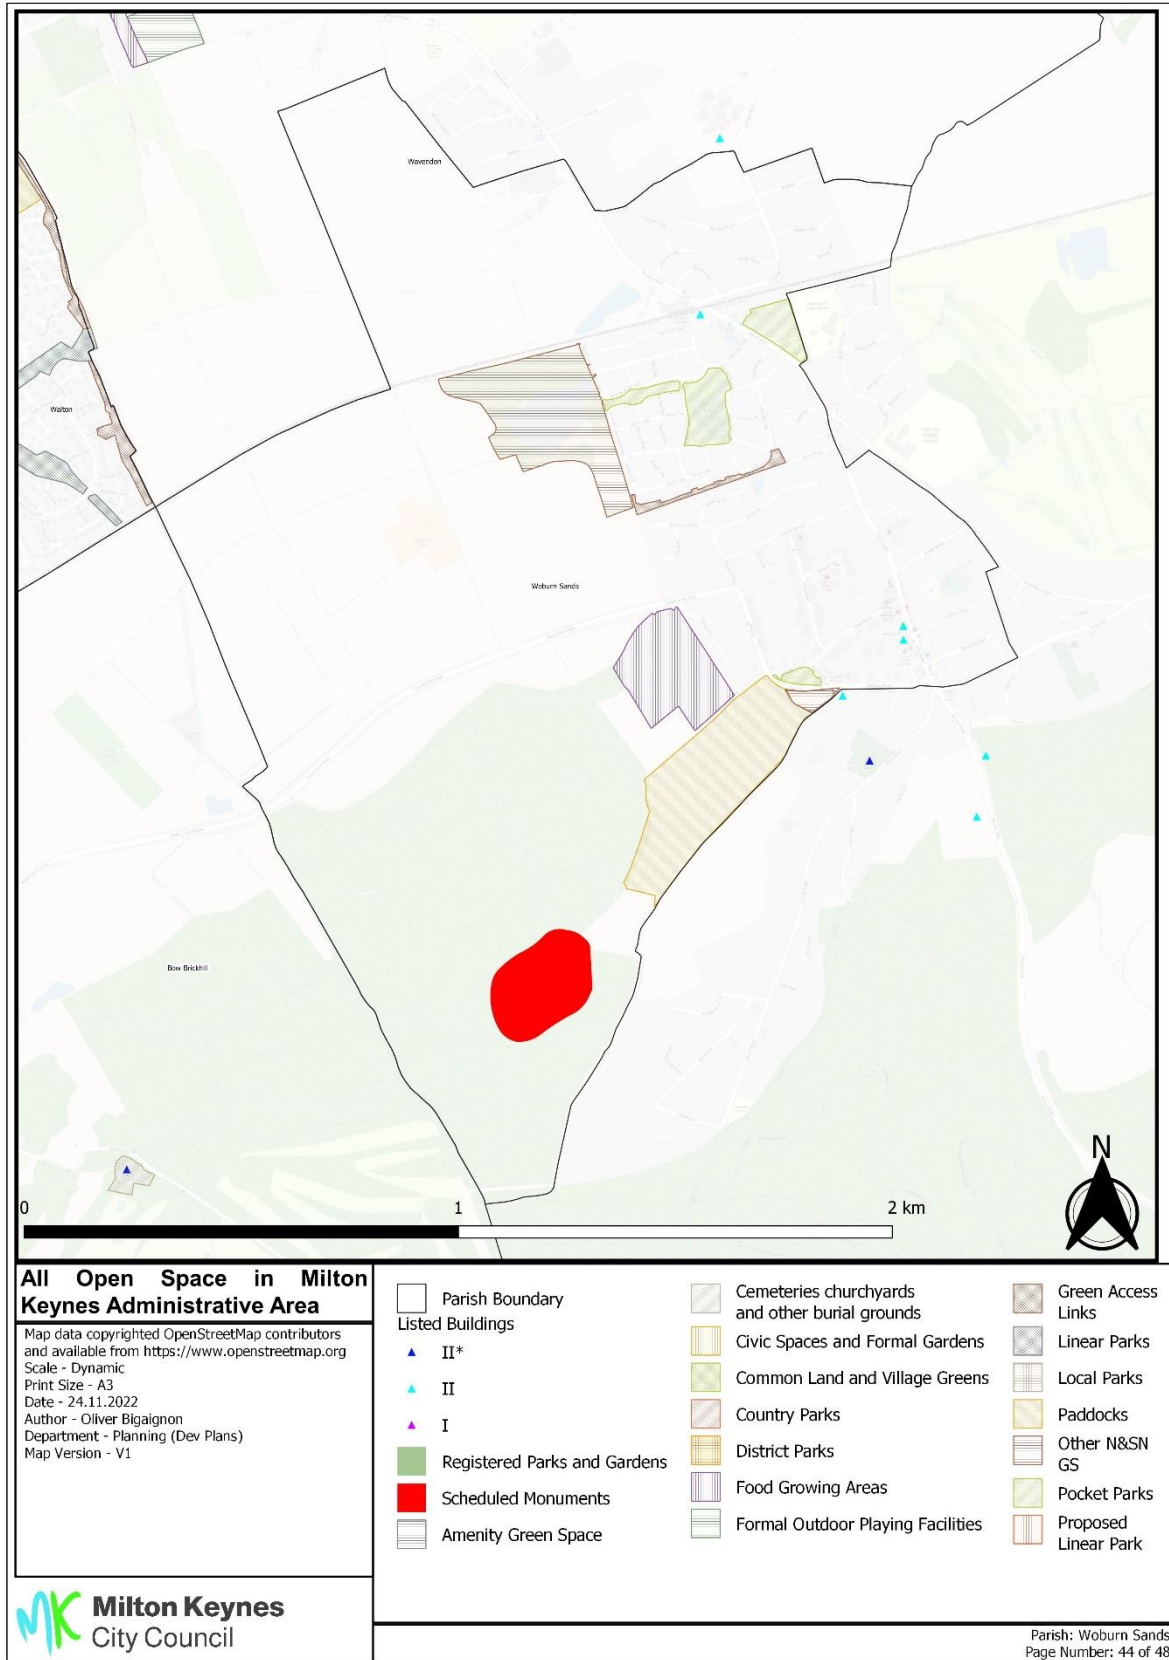 Wavendon
Walton
Woburn Sands
Bow Brickhill
N
0
1
2 km
All Open Space in Milton
Keynes Administrative Area
Map data copyrighted OpenStreetMap contributors
and available from https://www.openstreetmap.org
Scale - Dynamic
Print Size - A3
Date - 24.11.2022
Author - Oliver Bigaignon
Department - Planning (Dev Plans)
Map Version - V1
MK Milton Keynes
City Council
Parish Boundary
Listed Buildings
II*
II
I
Registered Parks and Gardens
Scheduled Monuments
Amenity Green Space
Cemeteries churchyards
and other burial grounds
Civic Spaces and Formal Gardens
Common Land and Village Greens
Country Parks
District Parks
Food Growing Areas
Formal Outdoor Playing Facilities
Green Access
Links
Linear Parks
Local Parks
Paddocks
Other N&SN
GS
Pocket Parks
Proposed
Linear Park
Parish: Woburn Sands
Page Number: 44 of 48